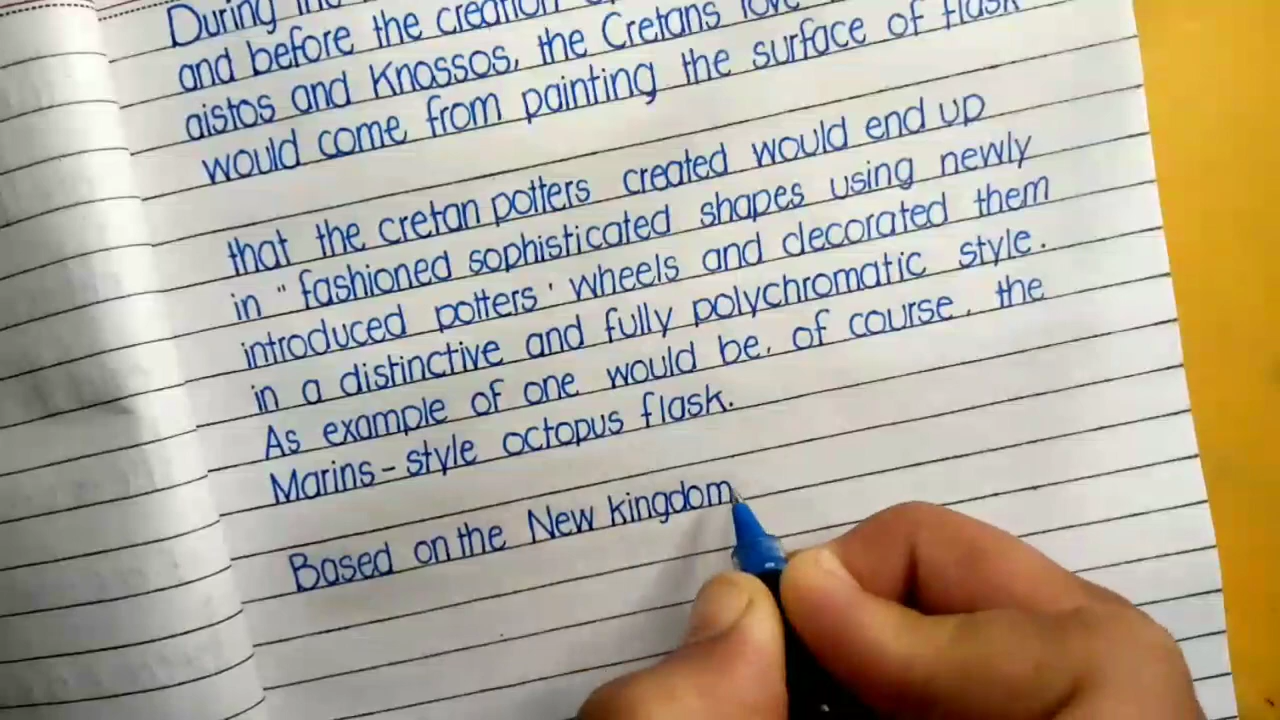 During
and before the creation
aistos and Knossos, the Cretans love
would come from painting the surface of flask
that the cretan potters created would end up
in " fashioned sophisticated shapes using newly
introduced potters ' wheels and decorated them
in a distinctive and fully polychromatic style.
As example of one would be, of course, the
Marins - style octopus flask.
Based on the New kingdom